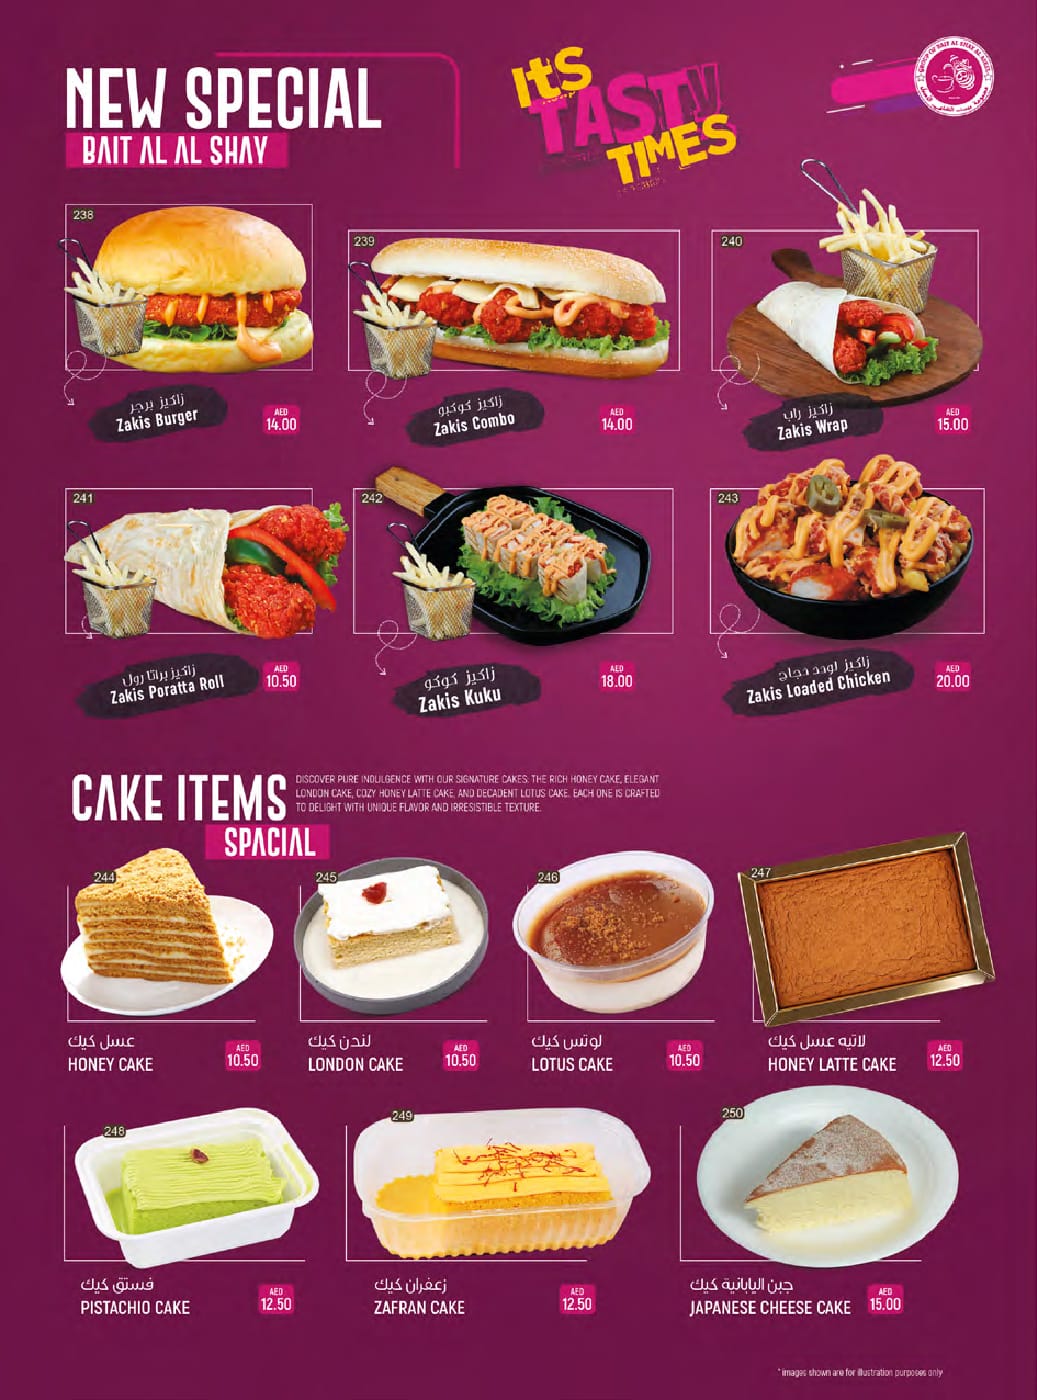 NEW SPECIAL
BAIT AL AL SHAY
ItS
TASTY
TIMES
238
زاكيز برجر
Zakis Burger
AED
14.00
239
زاكيز كوكبو
Zakis Combo
AED
14.00
240
زاكيز راب
Zakis Wrap
AED
15.00
241
زاكيز براتا رول
Zakis Poratta Roll
AED
10.50
242
زاكيز كوكو
Zakis Kuku
AED
18.00
243
زاكيز لودد دجاج
Zakis Loaded Chicken
AED
20.00
CAKE ITEMS
SPACIAL
DISCOVER PURE INDULGENCE WITH OUR SIGNATURE CAKES: THE RICH HONEY CAKE, ELEGANT
LONDON CAKE, COZY HONEY LATTE CAKE, AND DECADENT LOTUS CAKE. EACH ONE IS CRAFTED
TO DELIGHT WITH UNIQUE FLAVOR AND IRRESISTIBLE TEXTURE.
244
عسل كيك
HONEY CAKE
AED
10.50
245
لندن كيك
LONDON CAKE
AED
10.50
246
لوتس كيك
LOTUS CAKE
AED
10.50
247
لاتيه عسل كيك
HONEY LATTE CAKE
AED
12.50
248
فستق كيك
PISTACHIO CAKE
AED
12.50
249
زعفران كيك
ZAFRAN CAKE
AED
12.50
250
جبن اليابانية كيك
JAPANESE CHEESE CAKE
AED
15.00
* images shown are for illustration purposes only